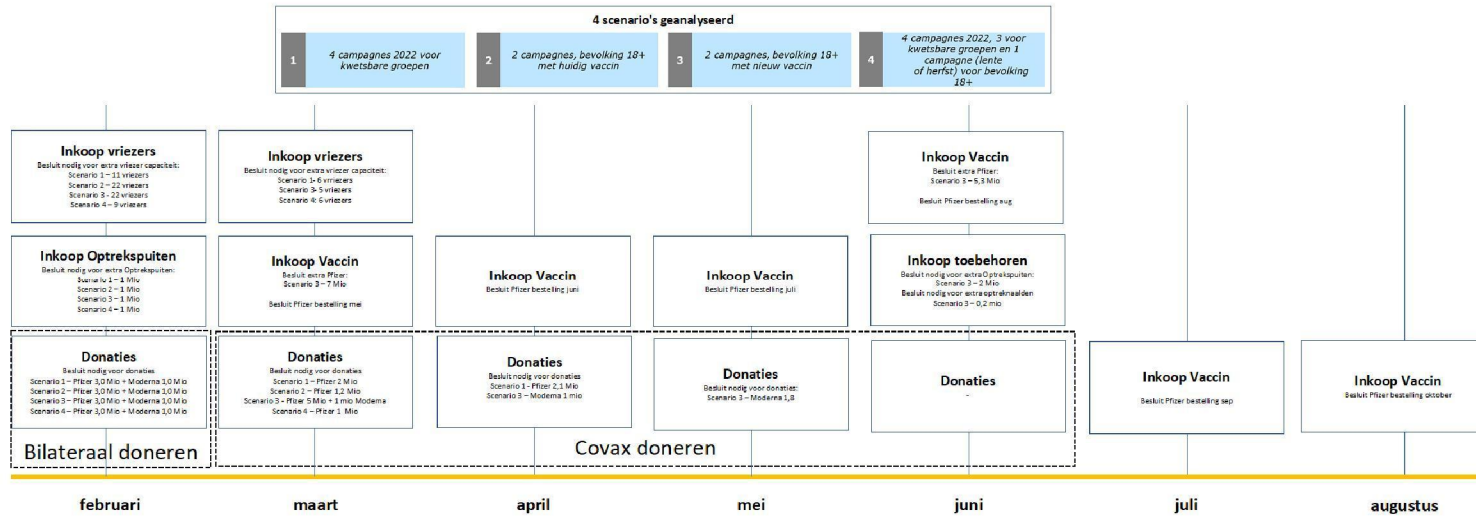 4 scenario's geanalyseerd
1
4 campagnes 2022 voor
kwetsbare groepen
2
2 campagnes, bevolking 18+
met huidig vaccin
3
2 campagnes, bevolking 18+
met nieuw vaccin
4
4 campagnes 2022, 3 voor
kwetsbare groepen en 1
campagne (lente
of herfst) voor bevolking
18+
Inkoop vriezers
Besluit nodig voor extra vriezer capaciteit:
Scenario 1 – 11 vriezers
Scenario 2 – 22 vriezers
Scenario 3 - 22 vriezers
Scenario 4 – 9 vriezers
Inkoop Optrekspuiten
Besluit nodig voor extra Optrekspuiten:
Scenario 1 – 1 Mio
Scenario 2 – 1 Mio
Scenario 3 – 1 Mio
Scenario 4 – 1 Mio
Donaties
Besluit nodig voor donaties
Scenario 1 – Pfizer 3,0 Mio + Moderna 1,0 Mio
Scenario 2 – Pfizer 3,0 Mio + Moderna 1,0 Mio
Scenario 3 – Pfizer 3,0 Mio + Moderna 1,0 Mio
Scenario 4 – Pfizer 3,0 Mio + Moderna 1,0 Mio
Bilateraal doneren
Inkoop vriezers
Besluit nodig voor extra vriezer capaciteit:
Scenario 1- 6 vriezers
Scenario 3- 5 vriezers
Scenario 4: 6 vriezers
Inkoop Vaccin
Besluit extra Pfizer:
Scenario 3 – 7 Mio
Besluit Pfizer bestelling mei
Donaties
Besluit nodig voor donaties
Scenario 1 – Pfizer 2 Mio
Scenario 2 – Pfizer 1,2 Mio
Scenario 3 - Pfizer 5 Mio + 1 mio Moderna
Scenario 4 – Pfizer 1 Mio
Inkoop Vaccin
Besluit Pfizer bestelling juni
Donaties
Besluit nodig voor donaties
Scenario 1 - Pfizer 2,1 Mio
Scenario 3 – Moderna 1 mio
Inkoop Vaccin
Besluit Pfizer bestelling juli
Donaties
Besluit nodig voor donaties:
Scenario 3 – Moderna 1,8
Inkoop Vaccin
Besluit extra Pfizer:
Scenario 3 – 5,3 Mio
Besluit Pfizer bestelling aug
Inkoop toebehoren
Besluit nodig voor extra Optrekspuiten:
Scenario 3 – 2 Mio
Besluit nodig voor extra optreknaalden
Scenario 3 – 0,2 mio
Donaties
-
Covax doneren
Inkoop Vaccin
Besluit Pfizer bestelling sep
Inkoop Vaccin
Besluit Pfizer bestelling oktober
februari
maart
april
mei
juni
juli
augustus